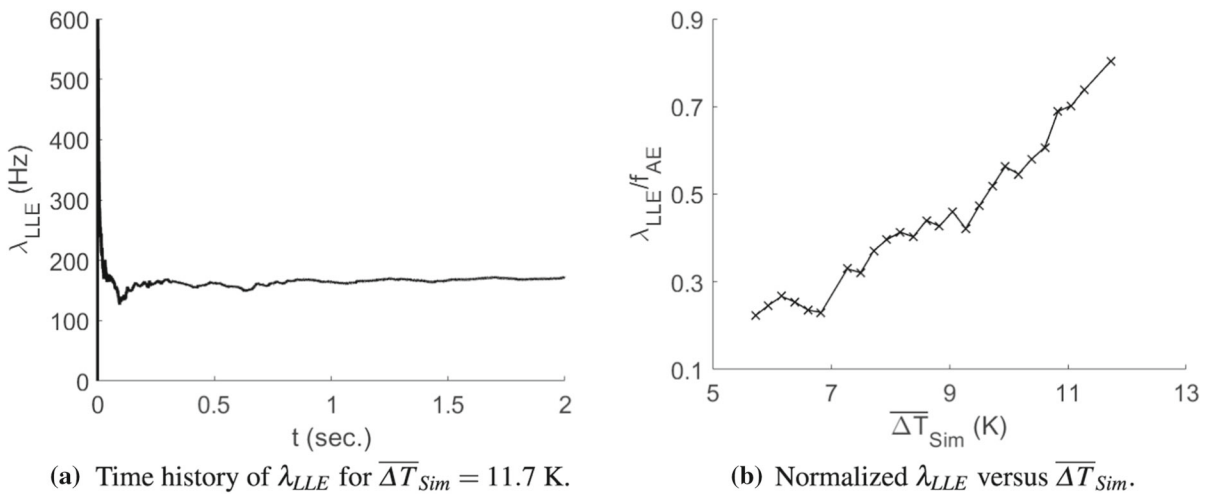 600
500
400
300
200
100
0
λLLE (Hz)
0 0.5 1 1.5 2
t (sec.)
(a) Time history of λLLE for ΔTSim = 11.7 K.
0.9
0.7
0.5
0.3
0.1
λLLE/fAE
5 7 9 11 13
ΔTSim (K)
(b) Normalized λLLE versus ΔTSim.